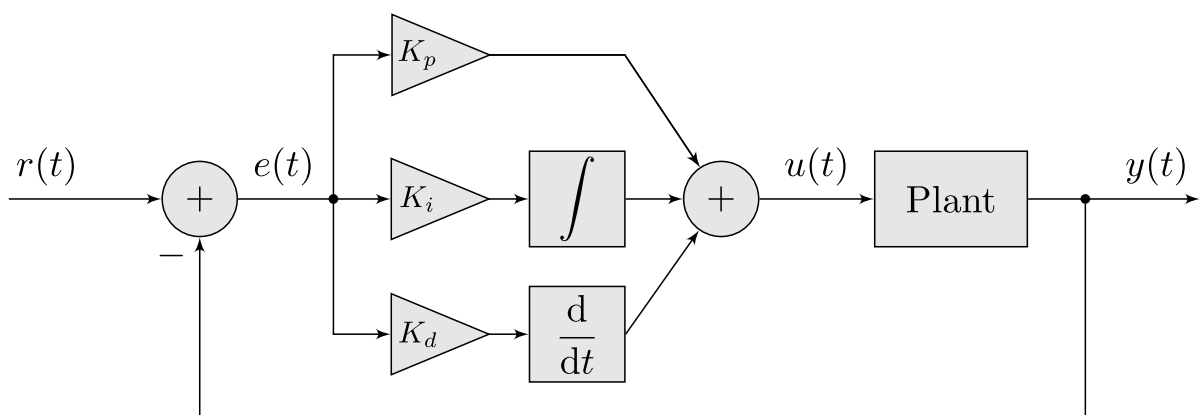 K_p
r(t)
e(t)
u(t)
y(t)
+
K_i
∫
+
Plant
−
K_d
d
dt